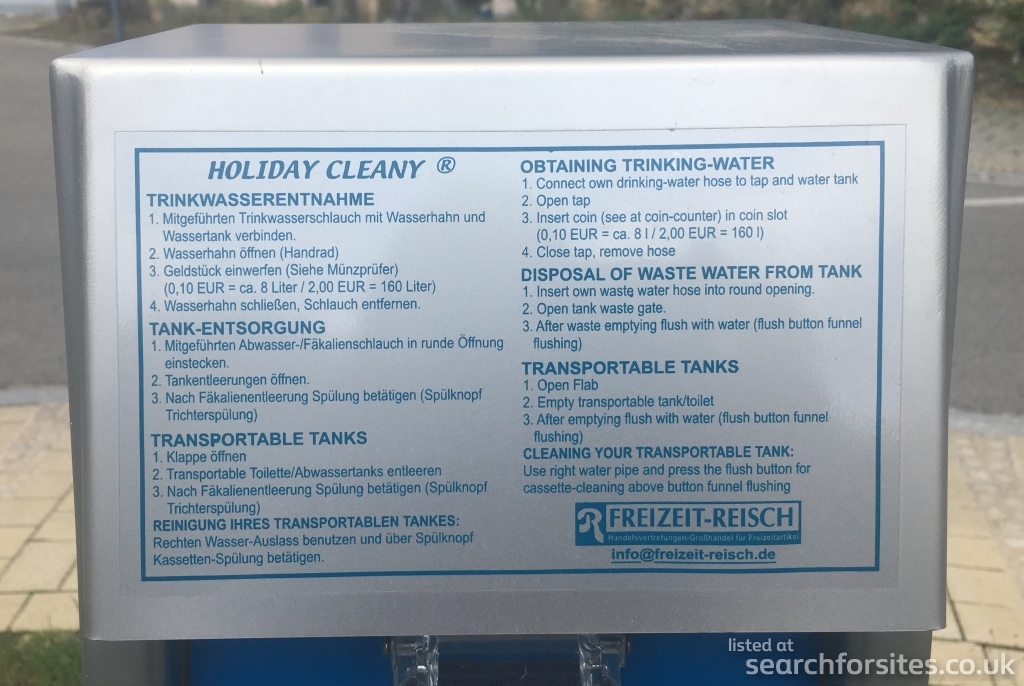 HOLIDAY CLEANY ®
TRINKWASSERENTNAHME
1. Mitgeführten Trinkwasserschlauch mit Wasserhahn und
Wassertank verbinden.
2. Wasserhahn öffnen (Handrad)
3. Geldstück einwerfen (Siehe Münzprüfer)
(0,10 EUR = ca. 8 Liter / 2,00 EUR = 160 Liter)
4. Wasserhahn schließen, Schlauch entfernen.
TANK-ENTSORGUNG
1. Mitgeführten Abwasser-/Fäkalienschlauch in runde Öffnung
einstecken.
2. Tankentleerungen öffnen.
3. Nach Fäkalienentleerung Spülung betätigen (Spülknopf
Trichterspülung)
TRANSPORTABLE TANKS
1. Klappe öffnen
2. Transportable Toilette/Abwassertanks entleeren
3. Nach Fäkalienentleerung Spülung betätigen (Spülknopf
Trichterspülung)
REINIGUNG IHRES TRANSPORTABLEN TANKES:
Rechten Wasser-Auslass benutzen und über Spülknopf
Kassetten-Spülung betätigen.
OBTAINING TRINKING-WATER
1. Connect own drinking-water hose to tap and water tank
2. Open tap
3. Insert coin (see at coin-counter) in coin slot
(0,10 EUR = ca. 8 l / 2,00 EUR = 160 l)
4. Close tap, remove hose
DISPOSAL OF WASTE WATER FROM TANK
1. Insert own waste water hose into round opening.
2. Open tank waste gate.
3. After waste emptying flush with water (flush button funnel
flushing)
TRANSPORTABLE TANKS
1. Open Flab
2. Empty transportable tank/toilet
3. After emptying flush with water (flush button funnel
flushing)
CLEANING YOUR TRANSPORTABLE TANK:
Use right water pipe and press the flush button for
cassette-cleaning above button funnel flushing
FREIZEIT-REISCH
Handelsvertretungen-Großhandel für Freizeitartikel
info@freizeit-reisch.de
listed at
searchforsites.co.uk